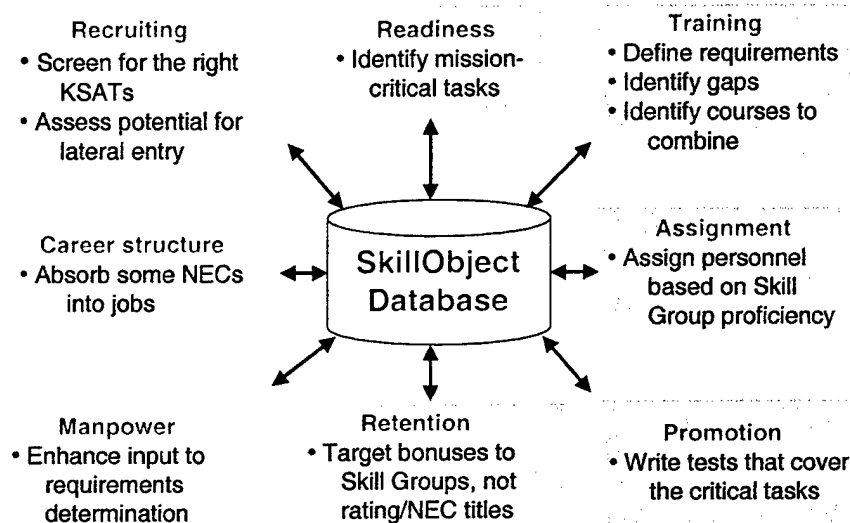 Recruiting
• Screen for the right
KSATs
• Assess potential for
lateral entry
Readiness
• Identify mission-
critical tasks
Training
• Define requirements
• Identify gaps
• Identify courses to
combine
Career structure
• Absorb some NECs
into jobs
SkillObject
Database
Assignment
• Assign personnel
based on Skill
Group proficiency
Manpower
• Enhance input to
requirements
determination
Retention
• Target bonuses to
Skill Groups, not
rating/NEC titles
Promotion
• Write tests that cover
the critical tasks